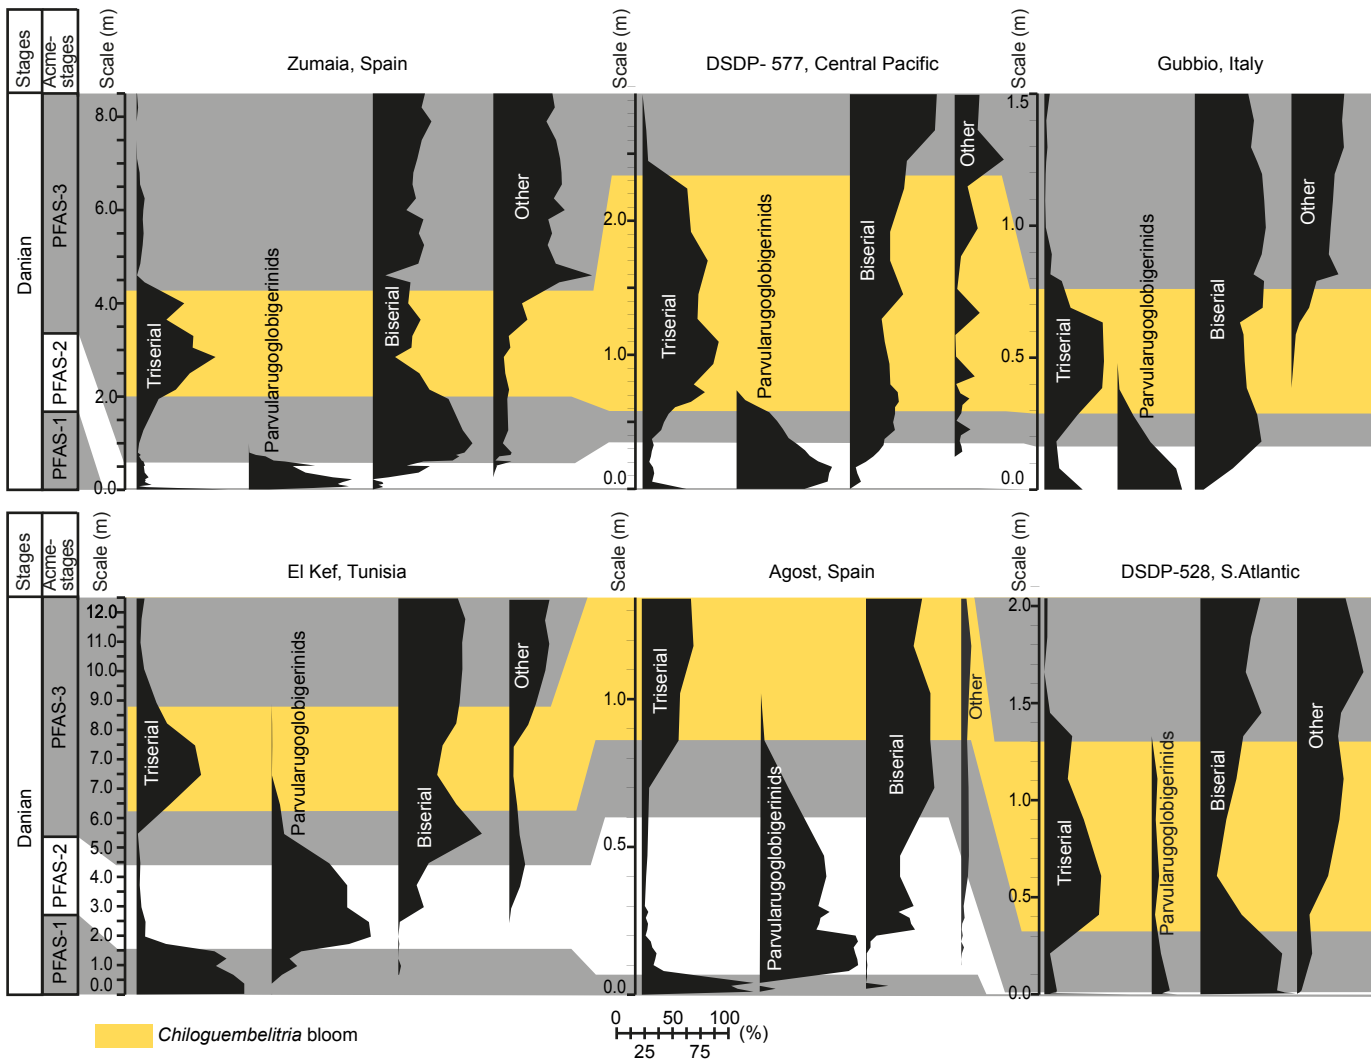 Stages
Acme-stages
Scale (m)
Zumaia, Spain
Scale (m)
DSDP- 577, Central Pacific
Scale (m)
Gubbio, Italy
Danian
PFAS-3
PFAS-2
PFAS-1
8.0
6.0
4.0
2.0
0.0
Triserial
Parvularugoglobigerinids
Biserial
Other
2.0
1.0
0.0
Triserial
Parvularugoglobigerinids
Biserial
Other
1.5
1.0
0.5
0.0
Triserial
Parvularugoglobigerinids
Biserial
Other
Stages
Acme-stages
Scale (m)
El Kef, Tunisia
Scale (m)
Agost, Spain
Scale (m)
DSDP-528, S.Atlantic
Danian
PFAS-3
PFAS-2
PFAS-1
12.0
11.0
10.0
9.0
8.0
7.0
6.0
5.0
4.0
3.0
2.0
1.0
0.0
Triserial
Parvularugoglobigerinids
Biserial
Other
1.0
0.5
0.0
Triserial
Parvularugoglobigerinids
Biserial
Other
2.0
1.5
1.0
0.5
0.0
Triserial
Parvularugoglobigerinids
Biserial
Other
Chiloguembelitria bloom
0 50 100 (%)
25 75